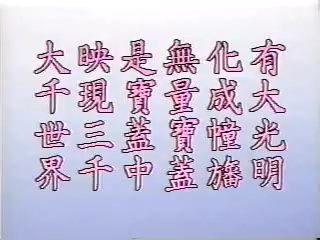 有大光明
化成幢旛
無量寶蓋
是寶蓋中
映現三千
大千世界